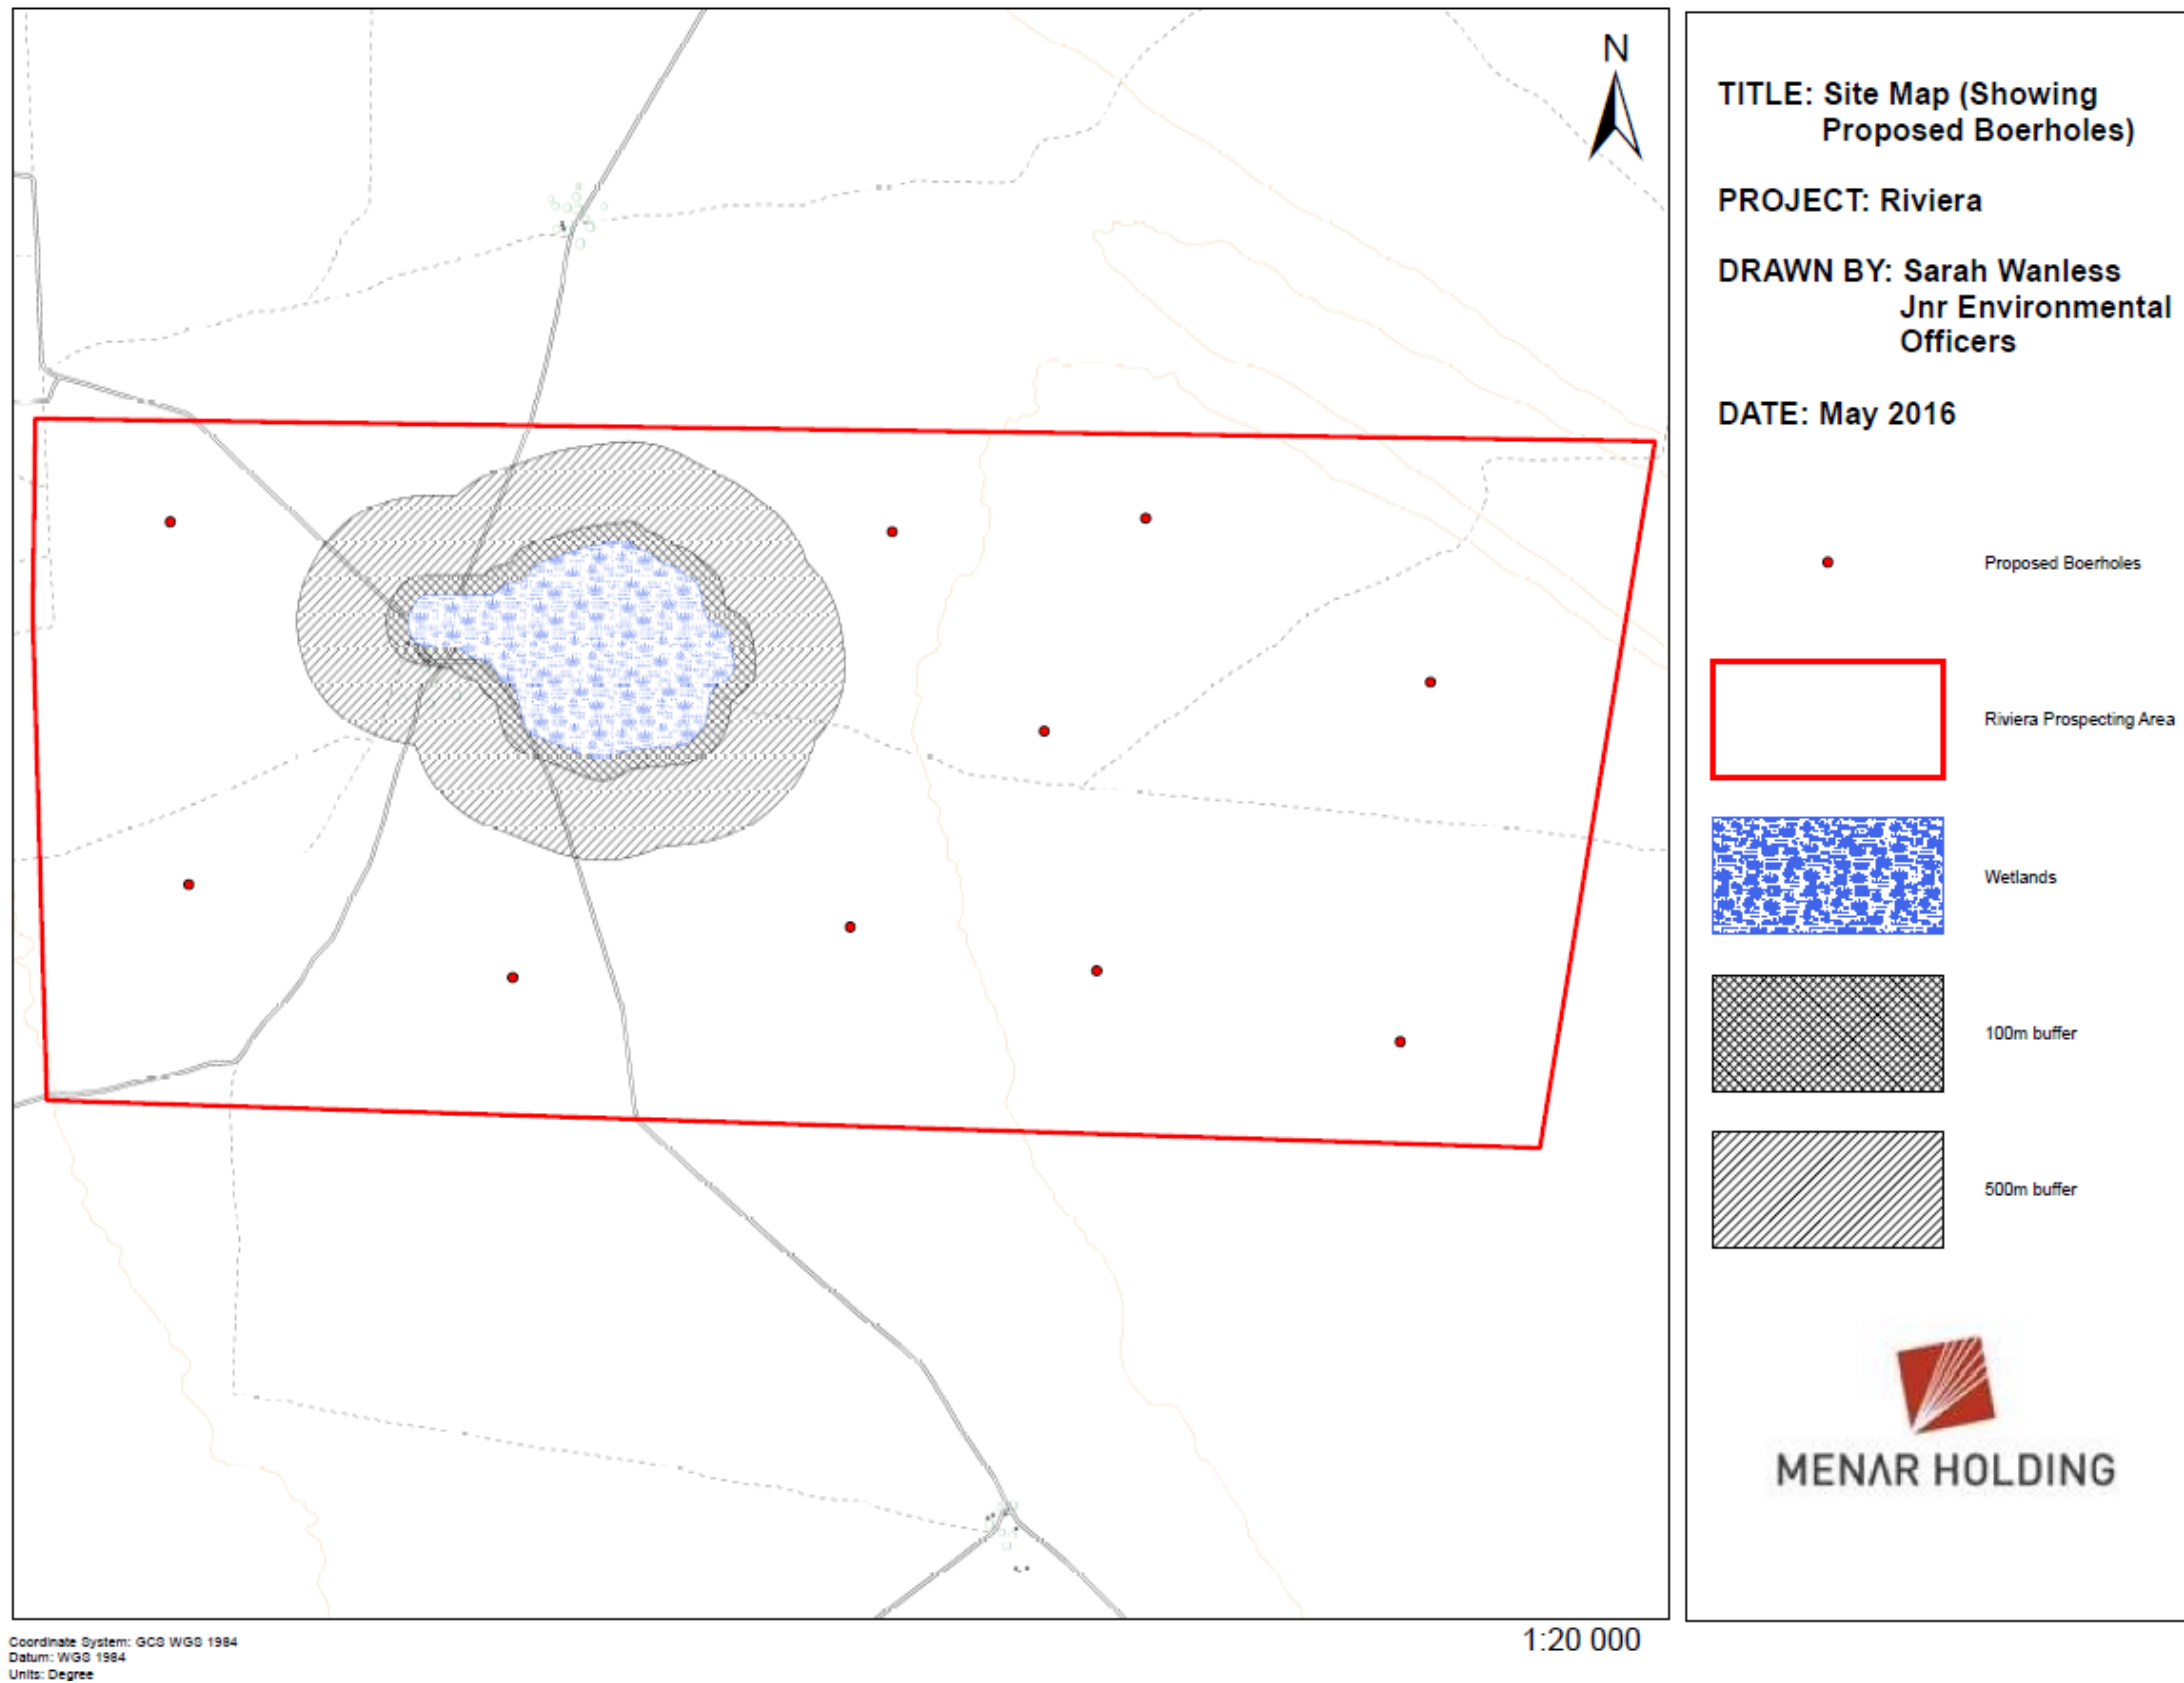 N
TITLE: Site Map (Showing
Proposed Boerholes)
PROJECT: Riviera
DRAWN BY: Sarah Wanless
Jnr Environmental
Officers
DATE: May 2016
Proposed Boerholes
Riviera Prospecting Area
Wetlands
100m buffer
500m buffer
MENAR HOLDING
1:20 000
Coordinate System: GCS WGS 1984
Datum: WGS 1984
Units: Degree